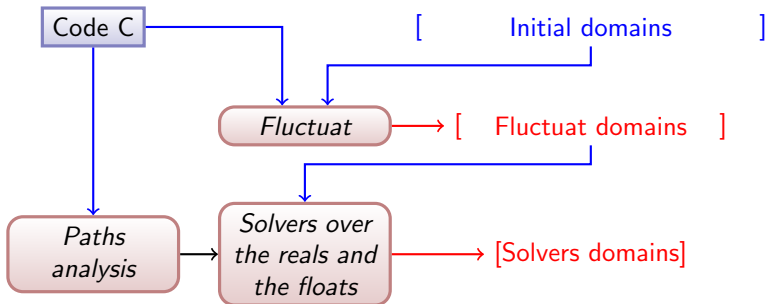 Code C
[ Initial domains ]
Fluctuat
[ Fluctuat domains ]
Paths
analysis
Solvers over
the reals and
the floats
[Solvers domains]